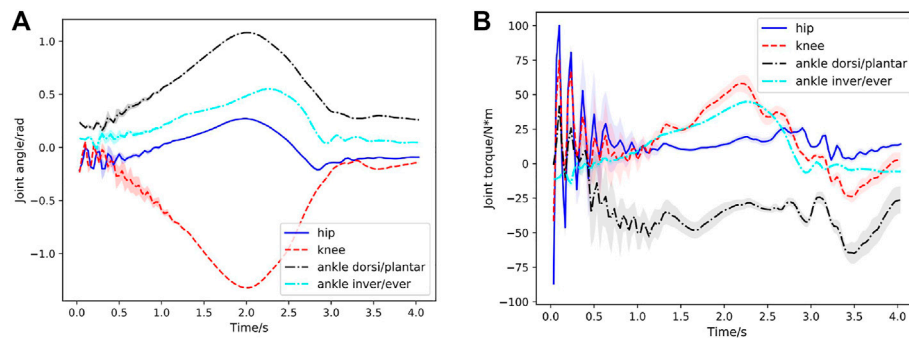 A
1.0
0.5
0.0
−0.5
−1.0
Joint angle/rad
hip
knee
ankle dorsi/plantar
ankle inver/ever
0.0 0.5 1.0 1.5 2.0 2.5 3.0 3.5 4.0
Time/s
B
100
75
50
25
0
−25
−50
−75
−100
Joint torque/N*m
hip
knee
ankle dorsi/plantar
ankle inver/ever
0.0 0.5 1.0 1.5 2.0 2.5 3.0 3.5 4.0
Time/s